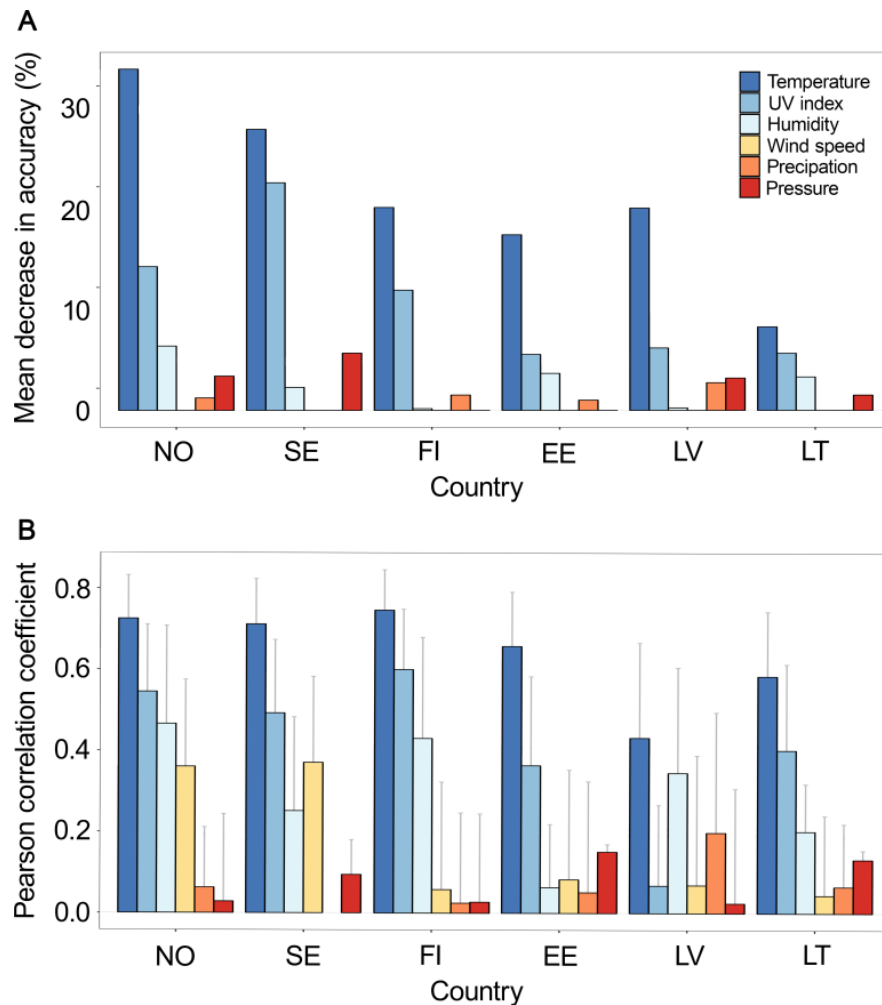 A
Mean decrease in accuracy (%)
30
20
10
0
Temperature
UV index
Humidity
Wind speed
Precipation
Pressure
NO SE FI EE LV LT
Country
B
Pearson correlation coefficient
0.8
0.6
0.4
0.2
0.0
NO SE FI EE LV LT
Country